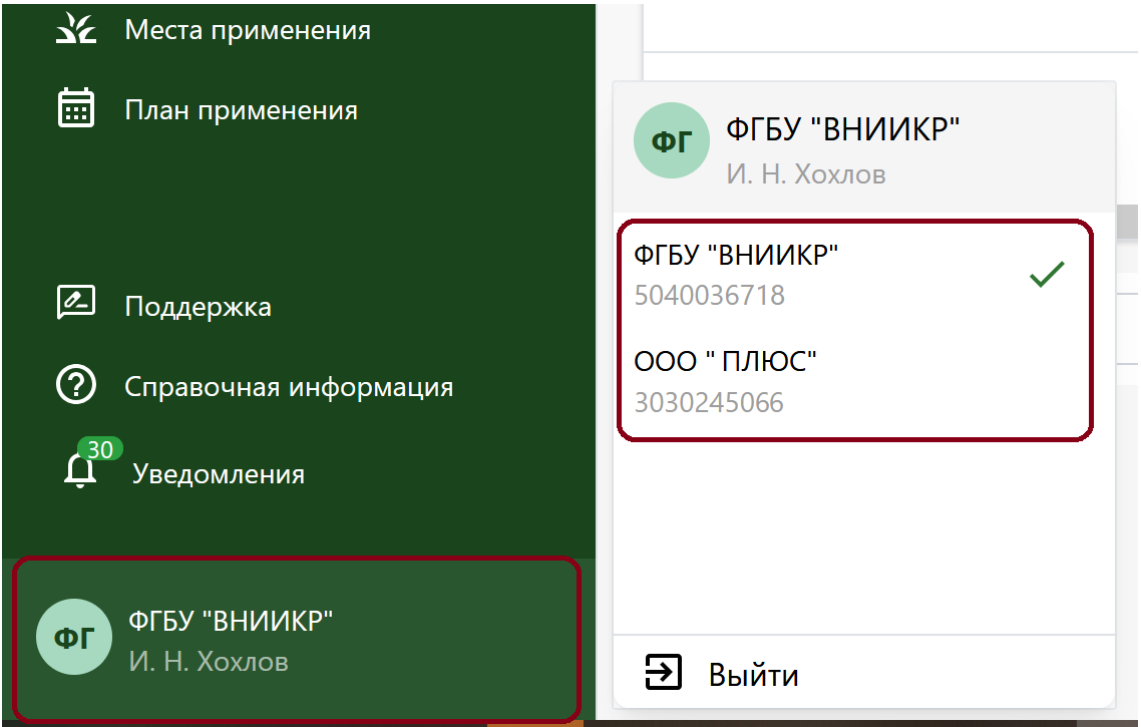 Места применения
План применения
Поддержка
Справочная информация
30
Уведомления
ФГ
ФГБУ "ВНИИКР"
И. Н. Хохлов
ФГ
ФГБУ "ВНИИКР"
И. Н. Хохлов
ФГБУ "ВНИИКР"
5040036718
ООО " ПЛЮС"
3030245066
Выйти